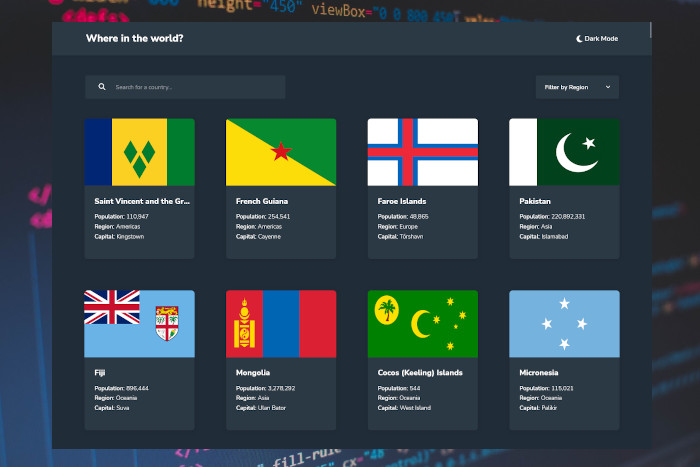 height="450" viewBox="0 0 800 450"
Where in the world?
Dark Mode
Search for a country...
Filter by Region
Saint Vincent and the Gr...
Population: 110,947
Region: Americas
Capital: Kingstown
French Guiana
Population: 254,541
Region: Americas
Capital: Cayenne
Faroe Islands
Population: 48,865
Region: Europe
Capital: Tórshavn
Pakistan
Population: 220,892,331
Region: Asia
Capital: Islamabad
Fiji
Population: 896,444
Region: Oceania
Capital: Suva
Mongolia
Population: 3,278,292
Region: Asia
Capital: Ulan Bator
Cocos (Keeling) Islands
Population: 544
Region: Oceania
Capital: West Island
Micronesia
Population: 115,021
Region: Oceania
Capital: Palikir
fill-rul